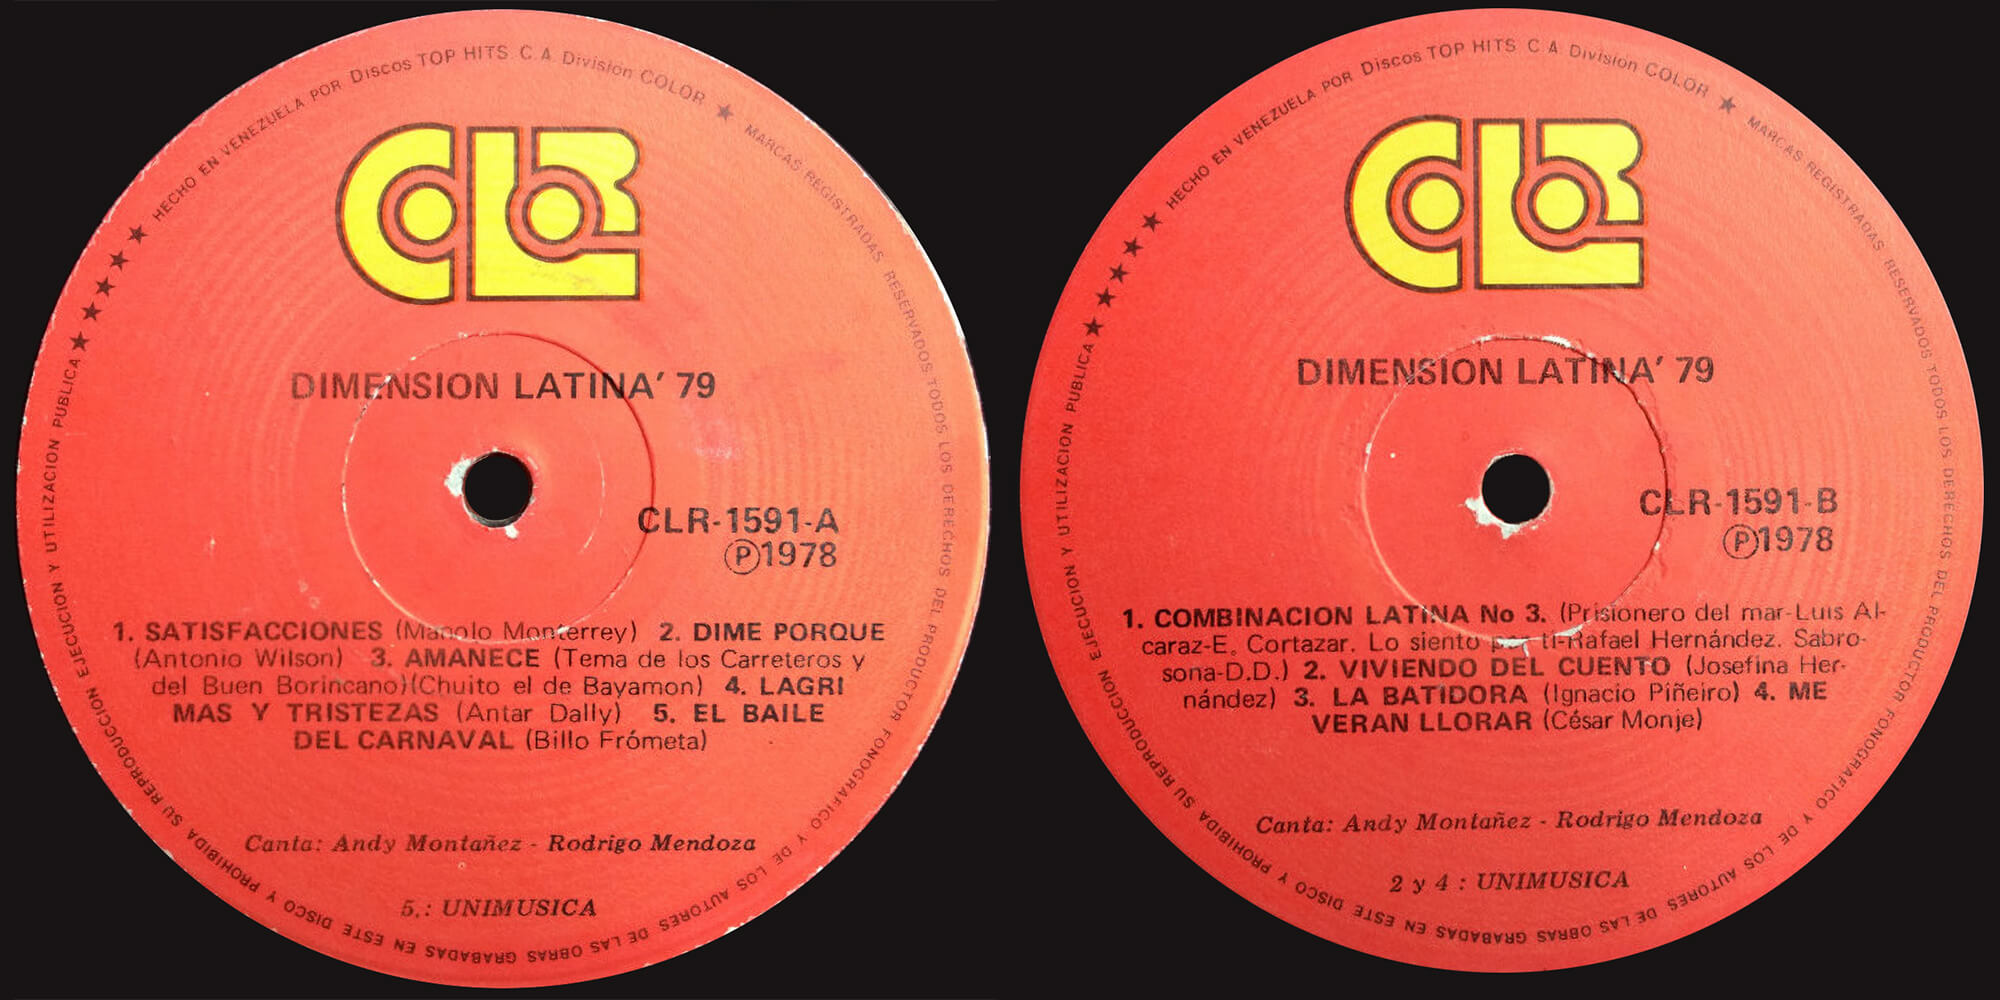 ★★★★★ HECHO EN VENEZUELA POR Discos TOP HITS C.A. División COLOR ★ MARCAS REGISTRADAS RESERVADOS TODOS LOS DERECHOS DEL PRODUCTOR FONOGRAFICO Y DE LOS AUTORES DE LAS OBRAS GRABADAS EN ESTE DISCO Y PROHIBIDA SU REPRODUCCION EJECUCION Y UTILIZACION PUBLICA
COLOR
DIMENSION LATINA' 79
CLR-1591-A
Ⓟ1978
1. SATISFACCIONES (Manolo Monterrey) 2. DIME PORQUE
(Antonio Wilson) 3. AMANECE (Tema de los Carreteros y
del Buen Borincano)(Chuito el de Bayamon) 4. LAGRI
MAS Y TRISTEZAS (Antar Dally) 5. EL BAILE
DEL CARNAVAL (Billo Frómeta)
Canta: Andy Montañez - Rodrigo Mendoza
5.: UNIMUSICA
★★★★★ HECHO EN VENEZUELA POR Discos TOP HITS C.A. División COLOR ★ MARCAS REGISTRADAS RESERVADOS TODOS LOS DERECHOS DEL PRODUCTOR FONOGRAFICO Y DE LOS AUTORES DE LAS OBRAS GRABADAS EN ESTE DISCO Y PROHIBIDA SU REPRODUCCION EJECUCION Y UTILIZACION PUBLICA
COLOR
DIMENSION LATINA' 79
CLR-1591-B
Ⓟ1978
1. COMBINACION LATINA No 3. (Prisionero del mar-Luis Al-
caraz-E. Cortazar. Lo siento por ti-Rafael Hernández. Sabro-
sona-D.D.) 2. VIVIENDO DEL CUENTO (Josefina Her-
nández) 3. LA BATIDORA (Ignacio Piñeiro) 4. ME
VERAN LLORAR (César Monje)
Canta: Andy Montañez - Rodrigo Mendoza
2 y 4 : UNIMUSICA